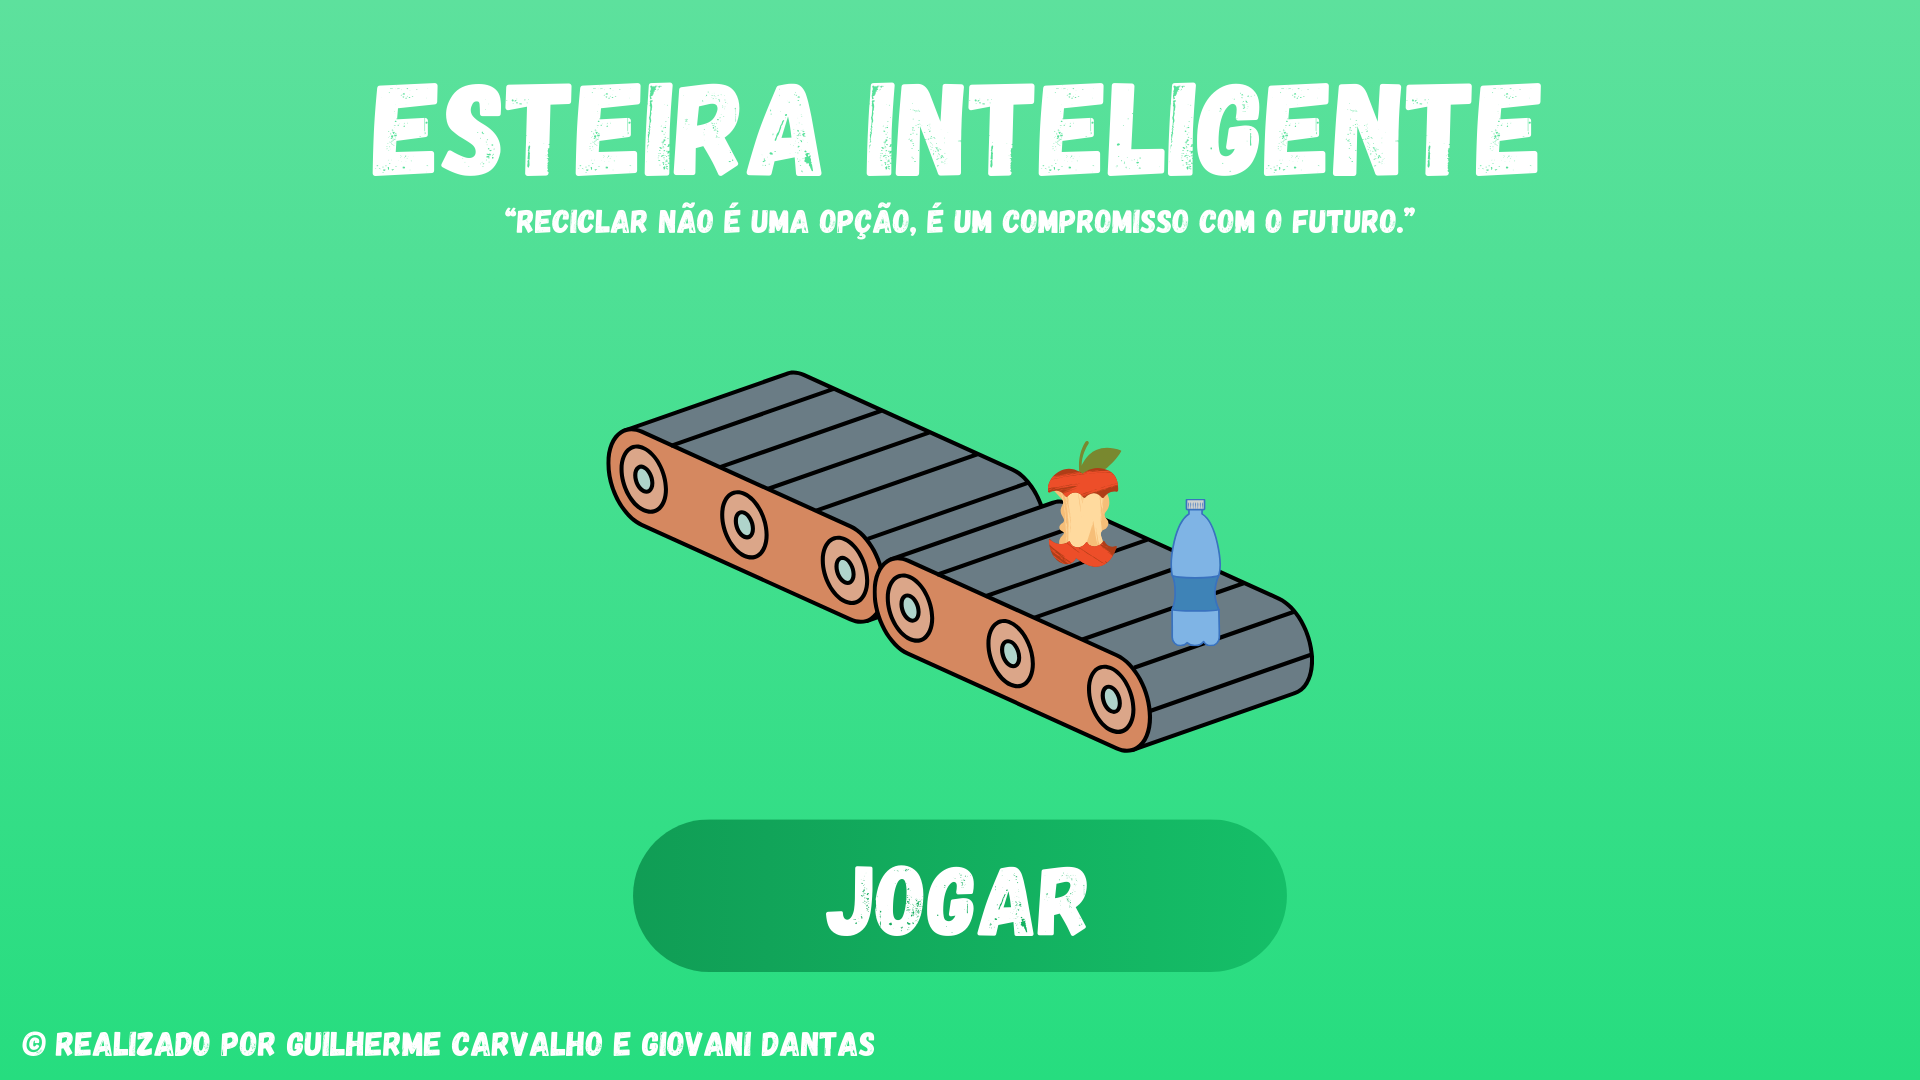 ESTEIRA INTELIGENTE
“RECICLAR NÃO É UMA OPÇÃO, É UM COMPROMISSO COM O FUTURO.”
JOGAR
© REALIZADO POR GUILHERME CARVALHO E GIOVANI DANTAS